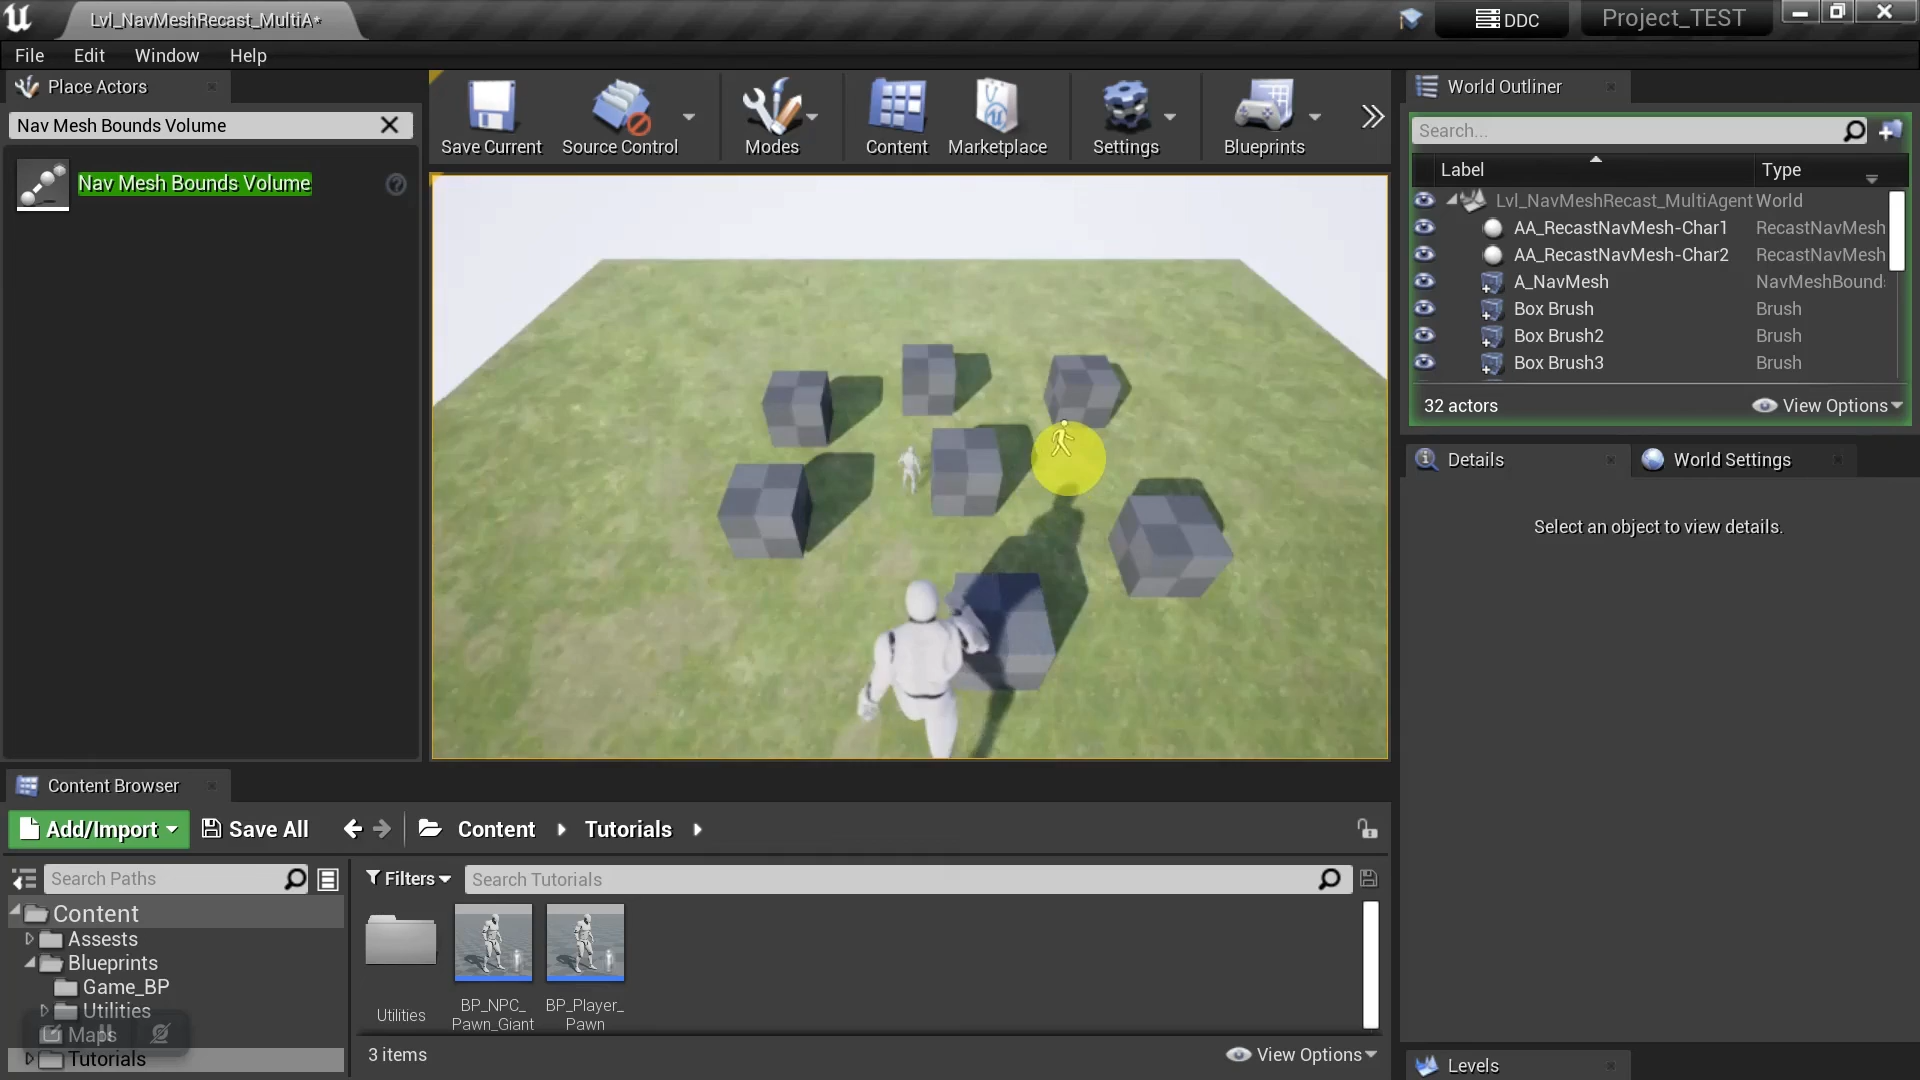 Lvl_NavMeshRecast_MultiA*
DDC
Project_TEST
File Edit Window Help
Place Actors
Nav Mesh Bounds Volume
Nav Mesh Bounds Volume
Save Current
Source Control
Modes
Content
Marketplace
Settings
Blueprints
World Outliner
Search...
Label Type
Lvl_NavMeshRecast_MultiAgent World
AA_RecastNavMesh-Char1 RecastNavMesh
AA_RecastNavMesh-Char2 RecastNavMesh
A_NavMesh NavMeshBound
Box Brush Brush
Box Brush2 Brush
Box Brush3 Brush
32 actors View Options
Details
World Settings
Select an object to view details.
Content Browser
Add/Import Save All Content Tutorials
Search Paths
Filters
Search Tutorials
Content
Assests
Blueprints
Game_BP
Utilities
Maps
Tutorials
Utilities
BP_NPC_
Pawn_Giant
BP_Player_
Pawn
3 items
View Options
Levels